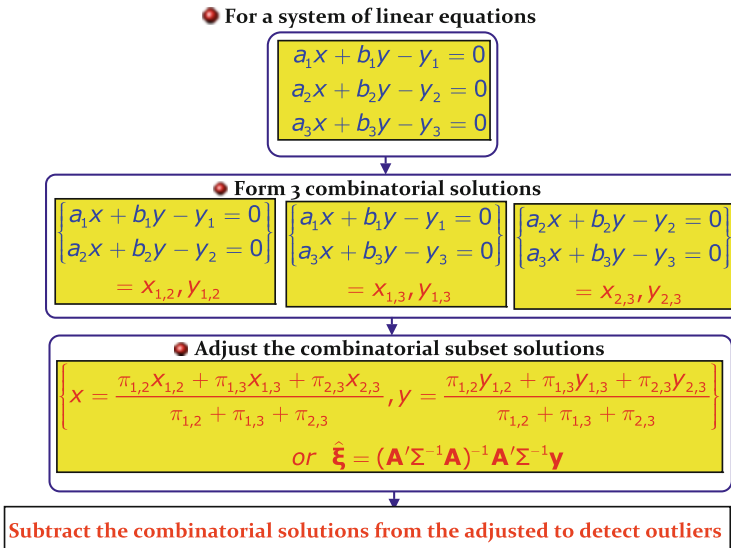 For a system of linear equations
a₁x + b₁y − y₁ = 0
a₂x + b₂y − y₂ = 0
a₃x + b₃y − y₃ = 0
Form 3 combinatorial solutions
{a₁x + b₁y − y₁ = 0
a₂x + b₂y − y₂ = 0}
= x₁,₂, y₁,₂
{a₁x + b₁y − y₁ = 0
a₃x + b₃y − y₃ = 0}
= x₁,₃, y₁,₃
{a₂x + b₂y − y₂ = 0
a₃x + b₃y − y₃ = 0}
= x₂,₃, y₂,₃
Adjust the combinatorial subset solutions
{x = (π₁,₂x₁,₂ + π₁,₃x₁,₃ + π₂,₃x₂,₃) / (π₁,₂ + π₁,₃ + π₂,₃), y = (π₁,₂y₁,₂ + π₁,₃y₁,₃ + π₂,₃y₂,₃) / (π₁,₂ + π₁,₃ + π₂,₃)}
or ξ̂ = (A′Σ⁻¹A)⁻¹A′Σ⁻¹y
Subtract the combinatorial solutions from the adjusted to detect outliers